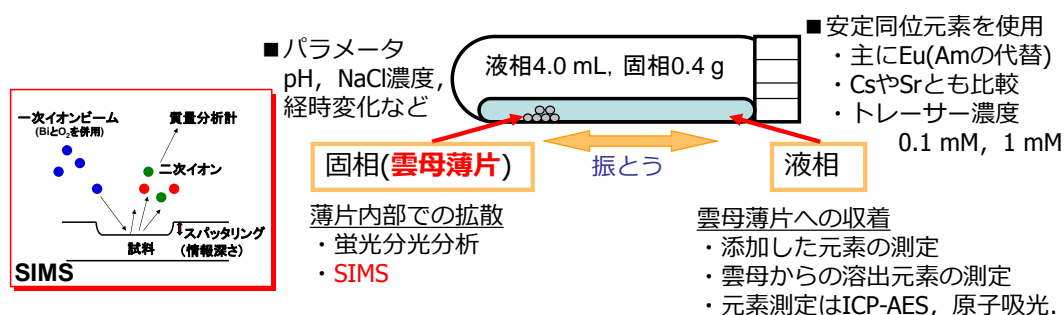 ■パラメータ
pH，NaCl濃度，
経時変化など
液相4.0 mL，固相0.4 g
■安定同位元素を使用
・主にEu(Amの代替)
・CsやSrとも比較
・トレーサー濃度
0.1 mM，1 mM
一次イオンビーム
(BiとO₂を併用)
質量分析計
二次イオン
スパッタリング
(情報深さ)
試料
SIMS
固相(雲母薄片)
振とう
液相
薄片内部での拡散
・蛍光分光分析
・SIMS
雲母薄片への収着
・添加した元素の測定
・雲母からの溶出元素の測定
・元素測定はICP-AES，原子吸光．